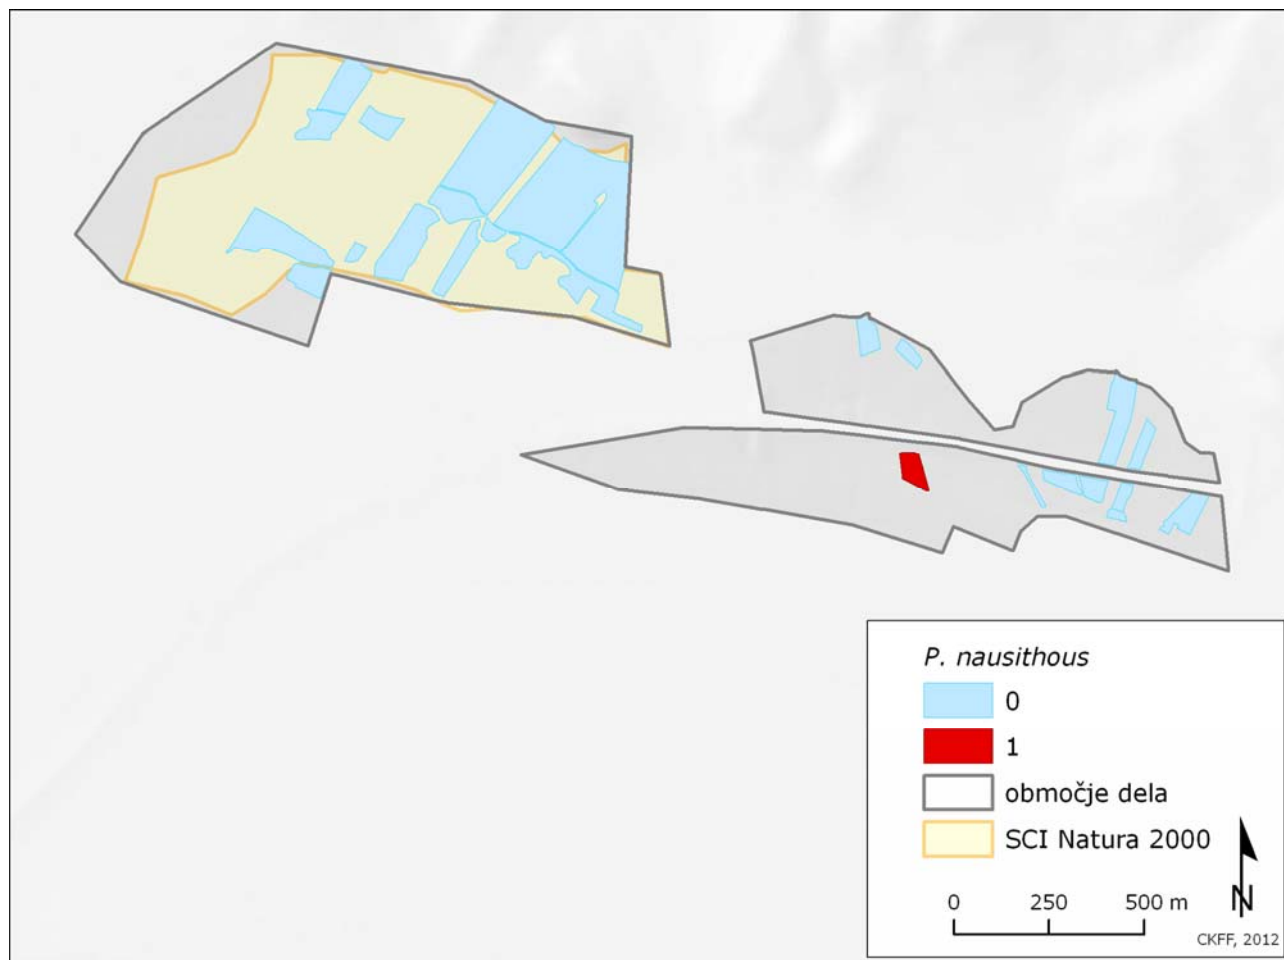 P. nausithous
0
1
območje dela
SCI Natura 2000
0 250 500 m
N
CKFF, 2012